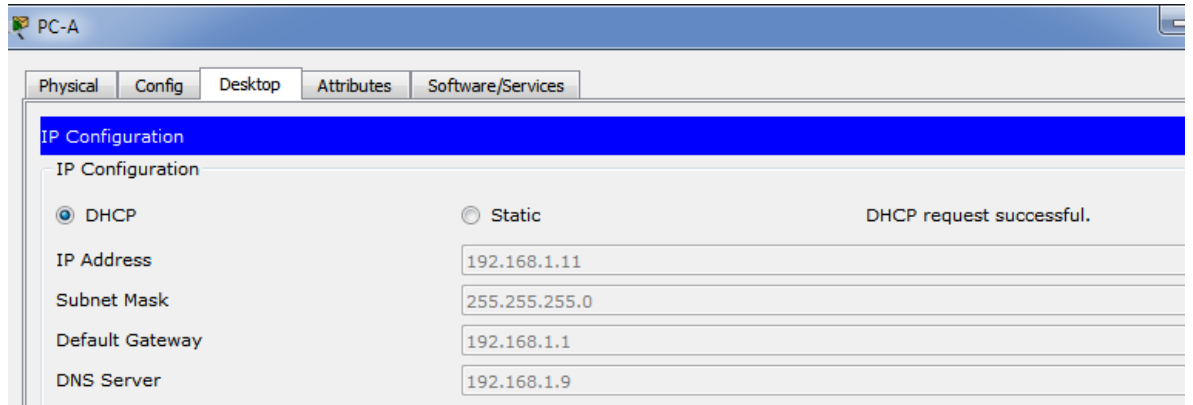 PC-A
Physical Config Desktop Attributes Software/Services
IP Configuration
IP Configuration
DHCP Static DHCP request successful.
IP Address 192.168.1.11
Subnet Mask 255.255.255.0
Default Gateway 192.168.1.1
DNS Server 192.168.1.9